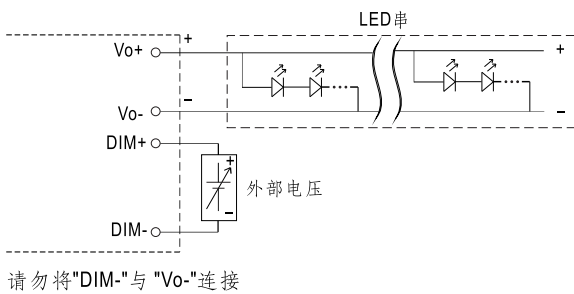 LED串
Vo+ + +
Vo- - -
DIM+
+
外部电压
-
DIM-
请勿将"DIM-"与 "Vo-"连接